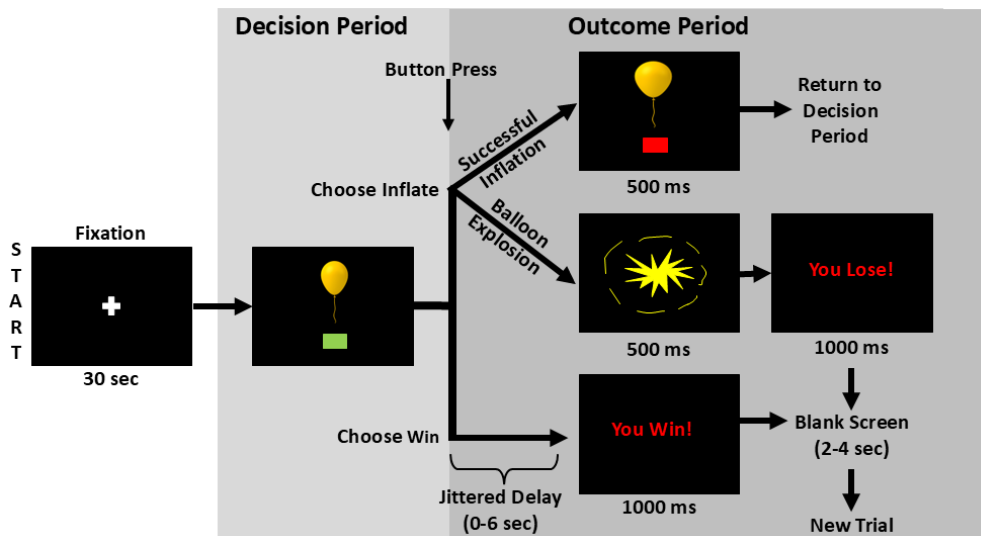 Decision Period
Outcome Period
Button Press
Successful
Inflation
Return to
Decision
Period
500 ms
Choose Inflate
Balloon
Explosion
You Lose!
500 ms
1000 ms
START
Fixation
30 sec
Choose Win
You Win!
Blank Screen
(2-4 sec)
Jittered Delay
(0-6 sec)
1000 ms
New Trial